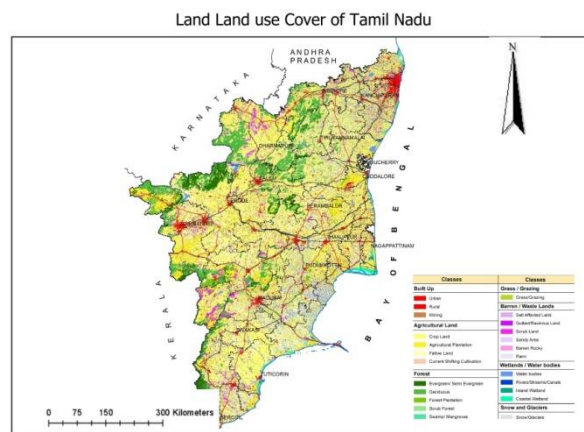 Land Land use Cover of Tamil Nadu
N
ANDHRA
PRADESH
KARNATAKA
DHARMAPURI
CUDDALORE
PERAMBALUR
NAGAPPATTINAM
BAY OF BENGAL
KERALA
Classes
Built Up
Urban
Rural
Mining
Agricultural Land
Crop Land
Agricultural Plantation
Fallow Land
Current Shifting Cultivation
Forest
Evergreen/ Semi Evergreen
Deciduous
Forest Plantation
Scrub Forest
Swamp/ Mangroves
Classes
Grass / Grazing
Grass/Grazing
Barren / Waste Lands
Salt Affected Land
Gullied/Ravinous Land
Scrub Land
Sandy Area
Barren Rocky
Rann
Wetlands / Water bodies
Water bodies
Rivers/Streams/Canals
Inland Wetland
Coastal Wetland
Snow and Glaciers
Snow/Glaciers
0 50 100 200 300 Kilometers